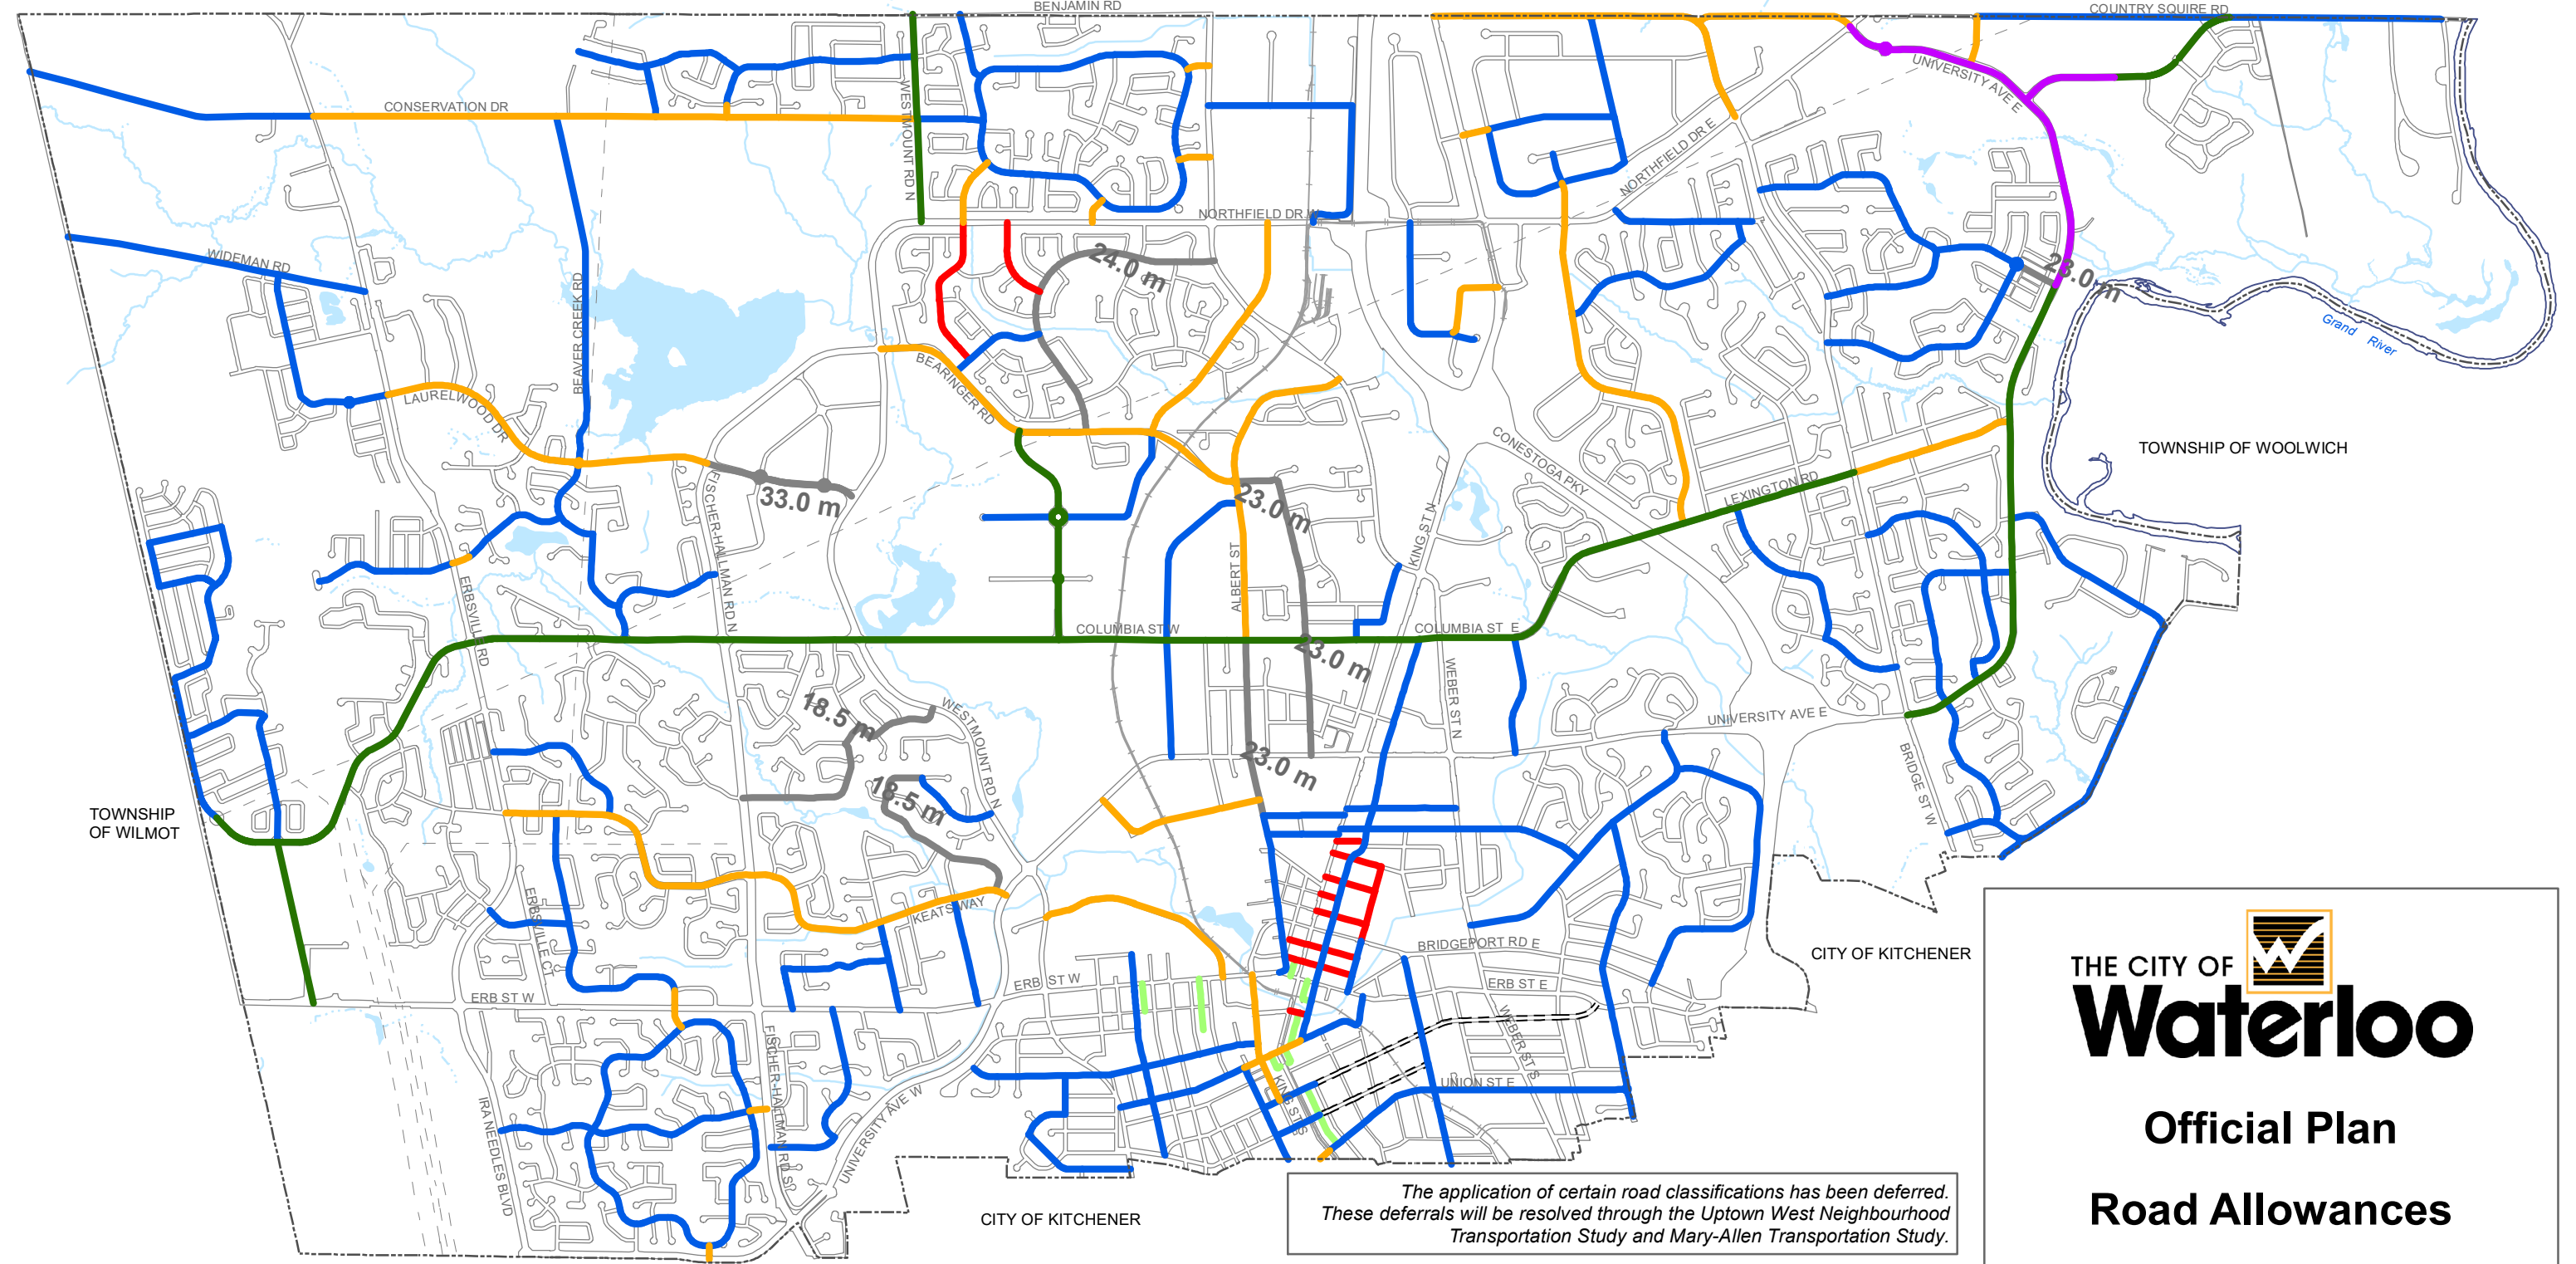 BENJAMIN RD
COUNTRY SQUIRE RD
UNIVERSITY AVE E
CONSERVATION DR
WESTMOUNT RD N
NORTHFIELD DR E
NORTHFIELD DR W
WIDEMAN RD
24.0 m
23.0 m
BEAVER CREEK RD
Grand River
BEARINGER RD
LAURELWOOD DR
CONESTOGA PKY
TOWNSHIP OF WOOLWICH
LEXINGTON RD
33.0 m
23.0 m
KING ST N
FISCHER-HALLMAN RD N
ALBERT ST
ERBSVILLE RD
COLUMBIA ST W
COLUMBIA ST E
23.0 m
WEBER ST N
18.5 m
WESTMOUNT RD N
UNIVERSITY AVE E
23.0 m
BRIDGE ST W
18.5 m
TOWNSHIP
OF WILMOT
KEATS WAY
ERBSVILLE CT
BRIDGEPORT RD E
CITY OF KITCHENER
ERB ST W
ERB ST W
ERB ST E
WEBER ST S
FISCHER-HALLMAN RD S
UNION ST E
KING ST S
IRA NEEDLES BLVD
UNIVERSITY AVE W
CITY OF KITCHENER
The application of certain road classifications has been deferred.
These deferrals will be resolved through the Uptown West Neighbourhood
Transportation Study and Mary-Allen Transportation Study.
THE CITY OF
Waterloo
Official Plan
Road Allowances